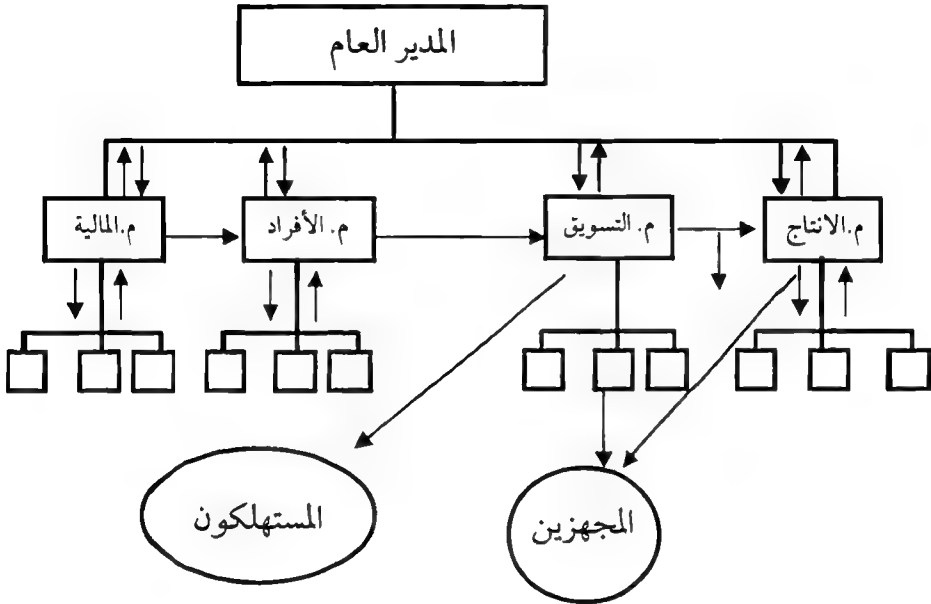 المدير العام
م.الانتاج
م. التسويق
م. الأفراد
م.المالية
المجهزين
المستهلكون